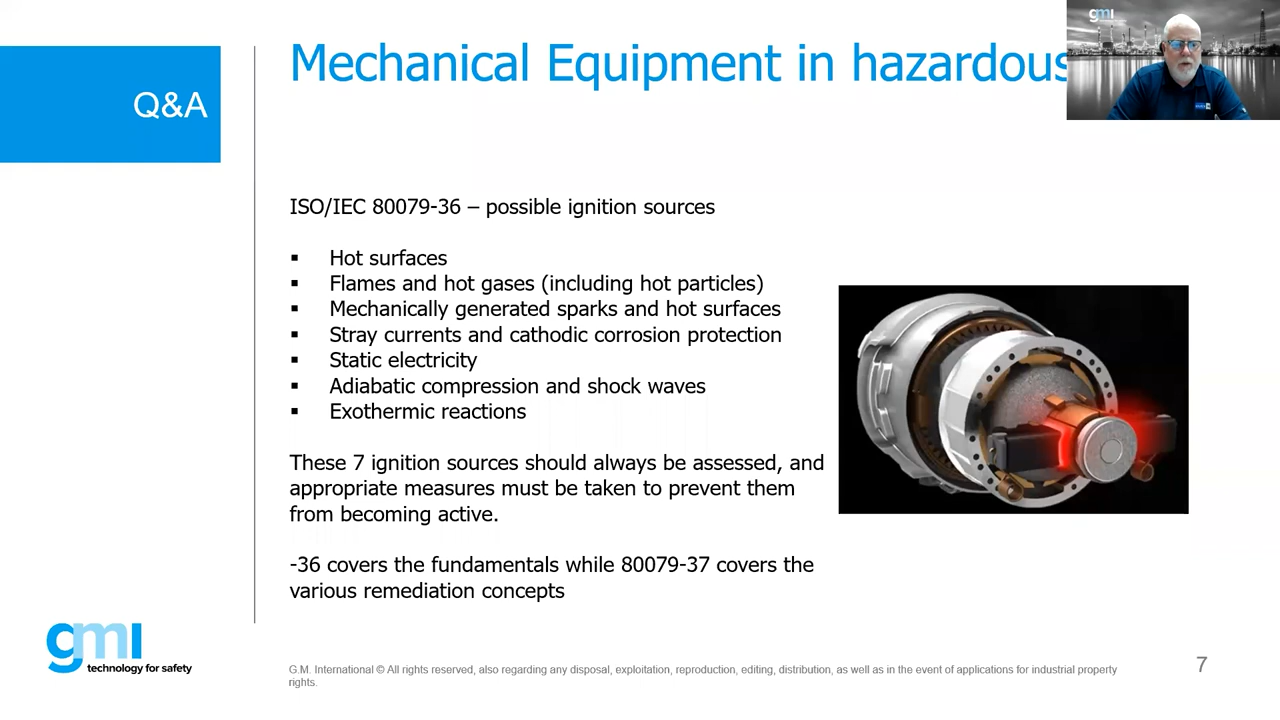 Mechanical Equipment in hazardous
gmi
Q&A
ISO/IEC 80079-36 – possible ignition sources
▪ Hot surfaces
▪ Flames and hot gases (including hot particles)
▪ Mechanically generated sparks and hot surfaces
▪ Stray currents and cathodic corrosion protection
▪ Static electricity
▪ Adiabatic compression and shock waves
▪ Exothermic reactions
These 7 ignition sources should always be assessed, and
appropriate measures must be taken to prevent them
from becoming active.
-36 covers the fundamentals while 80079-37 covers the
various remediation concepts
gmi
technology for safety
G.M. International © All rights reserved, also regarding any disposal, exploitation, reproduction, editing, distribution, as well as in the event of applications for industrial property
rights.
7